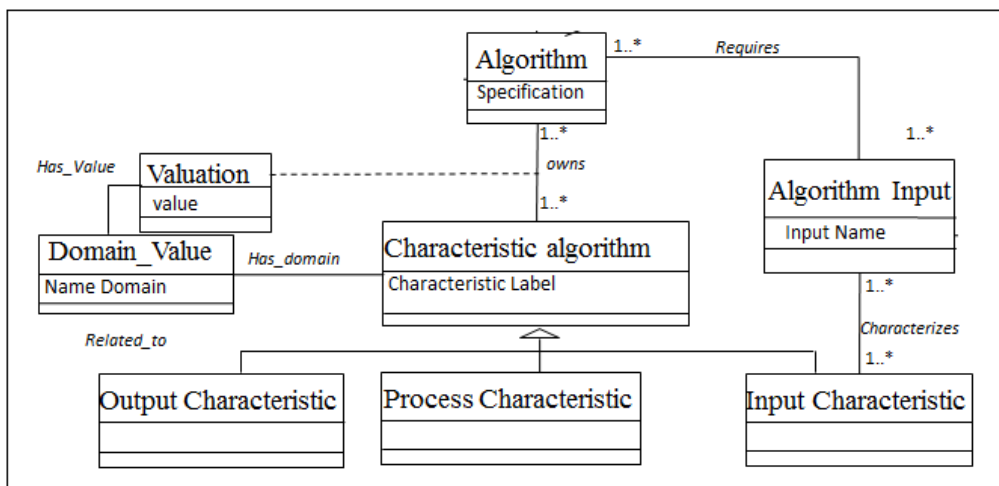 1..*
Requires
Algorithm
Specification
1..*
1..*
Has_Value
Valuation
value
owns
Algorithm Input
Input Name
1..*
Domain_Value
Name Domain
Has_domain
Characteristic algorithm
Characteristic Label
1..*
Related_to
Characterizes
1..*
Output Characteristic
Process Characteristic
Input Characteristic